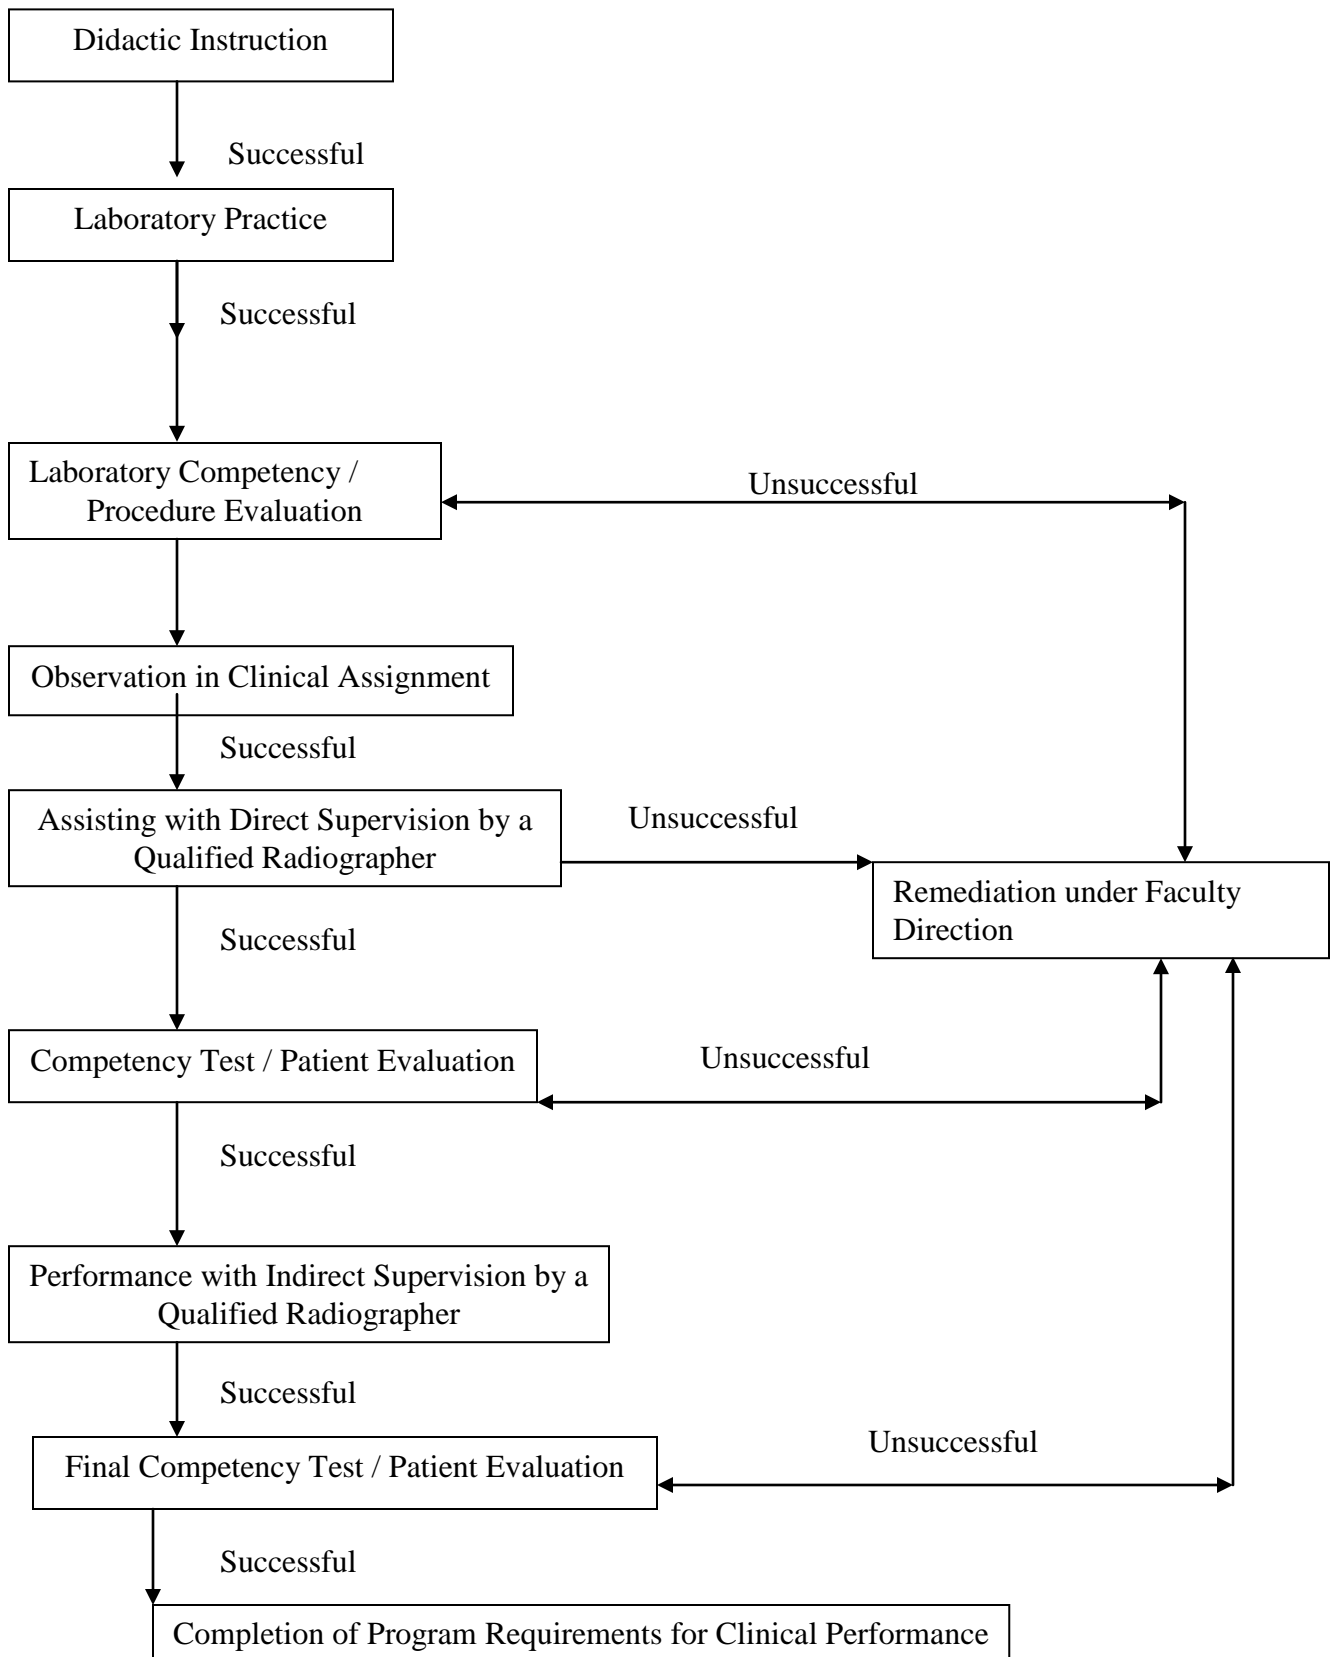 Didactic Instruction
Successful
Laboratory Practice
Successful
Laboratory Competency /
Procedure Evaluation
Unsuccessful
Observation in Clinical Assignment
Successful
Assisting with Direct Supervision by a
Qualified Radiographer
Unsuccessful
Remediation under Faculty
Direction
Successful
Competency Test / Patient Evaluation
Unsuccessful
Successful
Performance with Indirect Supervision by a
Qualified Radiographer
Successful
Final Competency Test / Patient Evaluation
Unsuccessful
Successful
Completion of Program Requirements for Clinical Performance